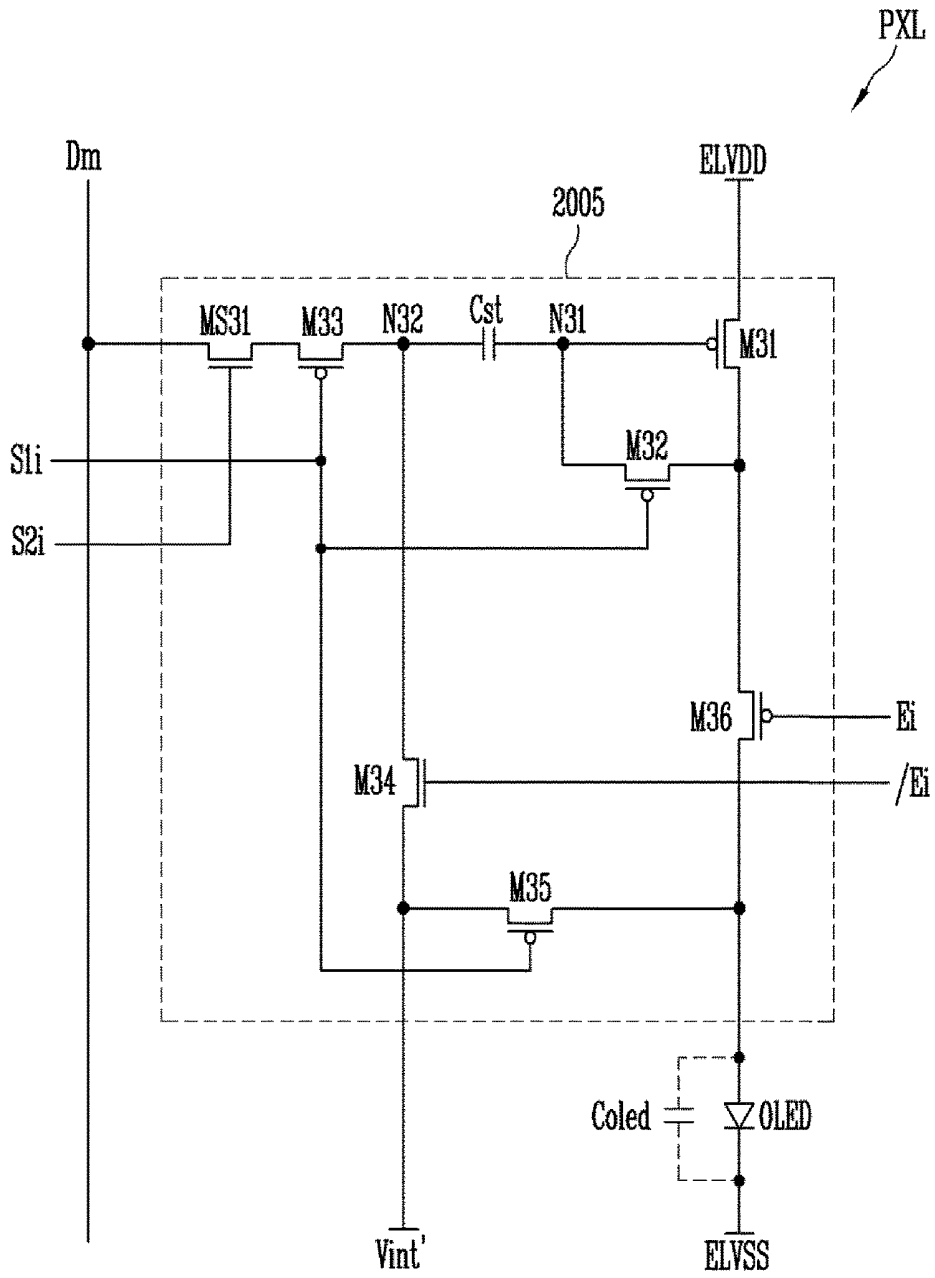 PXL
Dm
ELVDD
2005
MS31
M33
N32
Cst
N31
M31
M32
S1i
S2i
M36
Ei
M34
/Ei
M35
Coled
OLED
Vint'
ELVSS